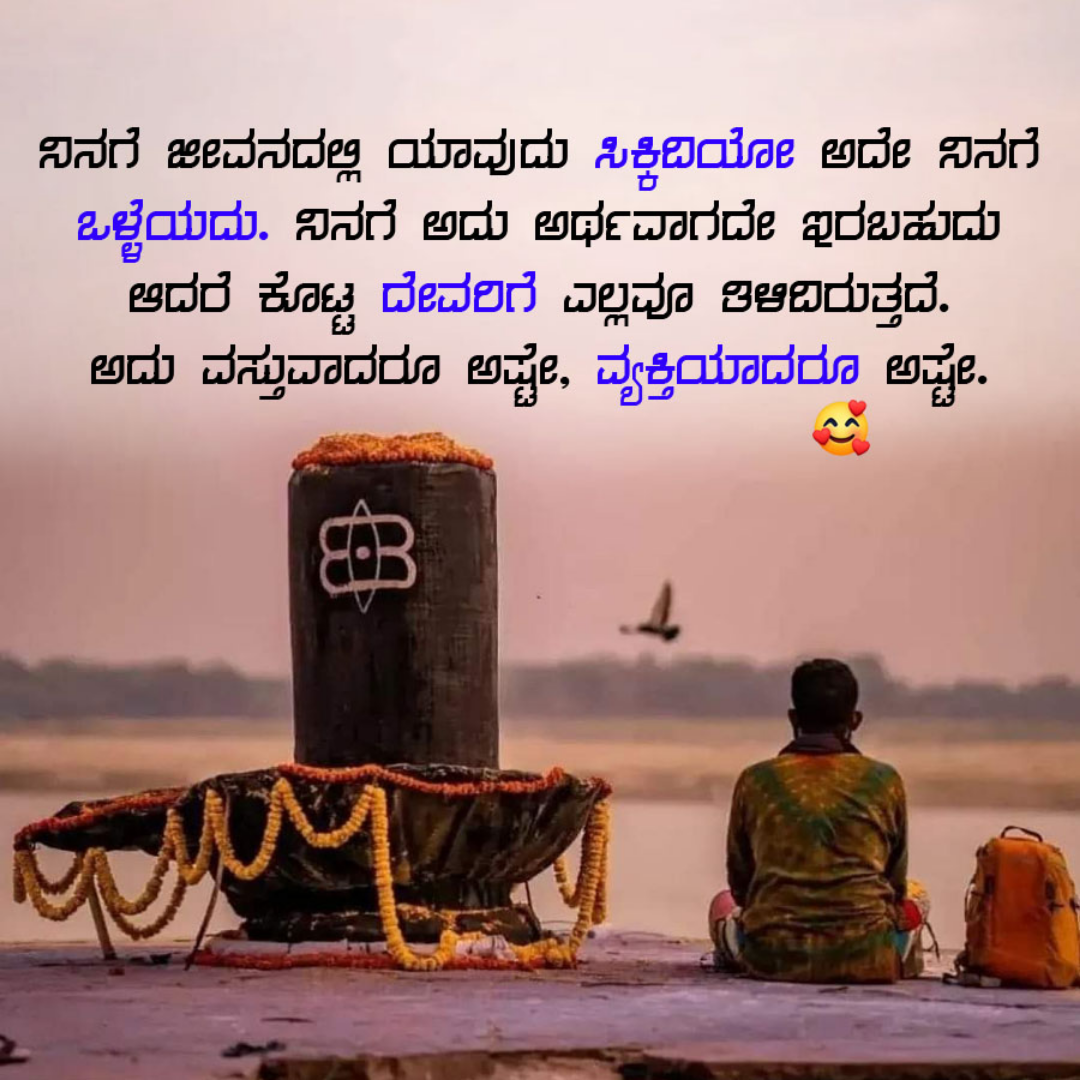 ನಿನಗೆ ಜೀವನದಲ್ಲಿ ಯಾವುದು ಸಿಕ್ಕಿದಿಯೋ ಅದೇ ನಿನಗೆ
ಒಳ್ಳೆಯದು. ನಿನಗೆ ಅದು ಅರ್ಥವಾಗದೇ ಇರಬಹುದು
ಆದರೆ ಕೊಟ್ಟ ದೇವರಿಗೆ ಎಲ್ಲವೂ ತಿಳಿದಿರುತ್ತದೆ.
ಅದು ವಸ್ತುವಾದರೂ ಅಷ್ಟೇ, ವ್ಯಕ್ತಿಯಾದರೂ ಅಷ್ಟೇ.
🥰